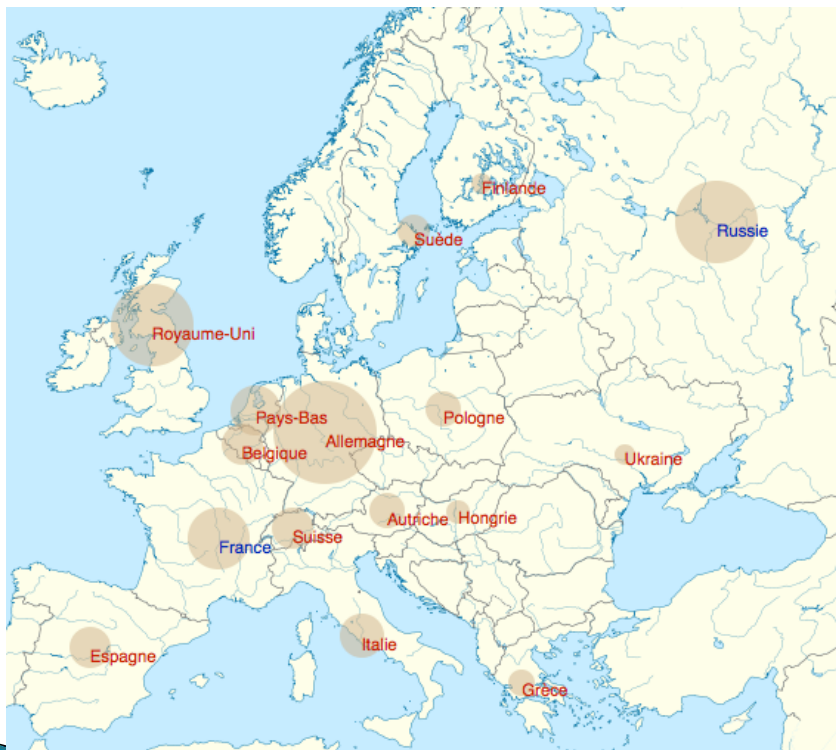 Finlande
Russie
Suède
Royaume-Uni
Pays-Bas
Pologne
Allemagne
Belgique
Ukraine
Autriche
Hongrie
Suisse
France
Italie
Espagne
Grèce